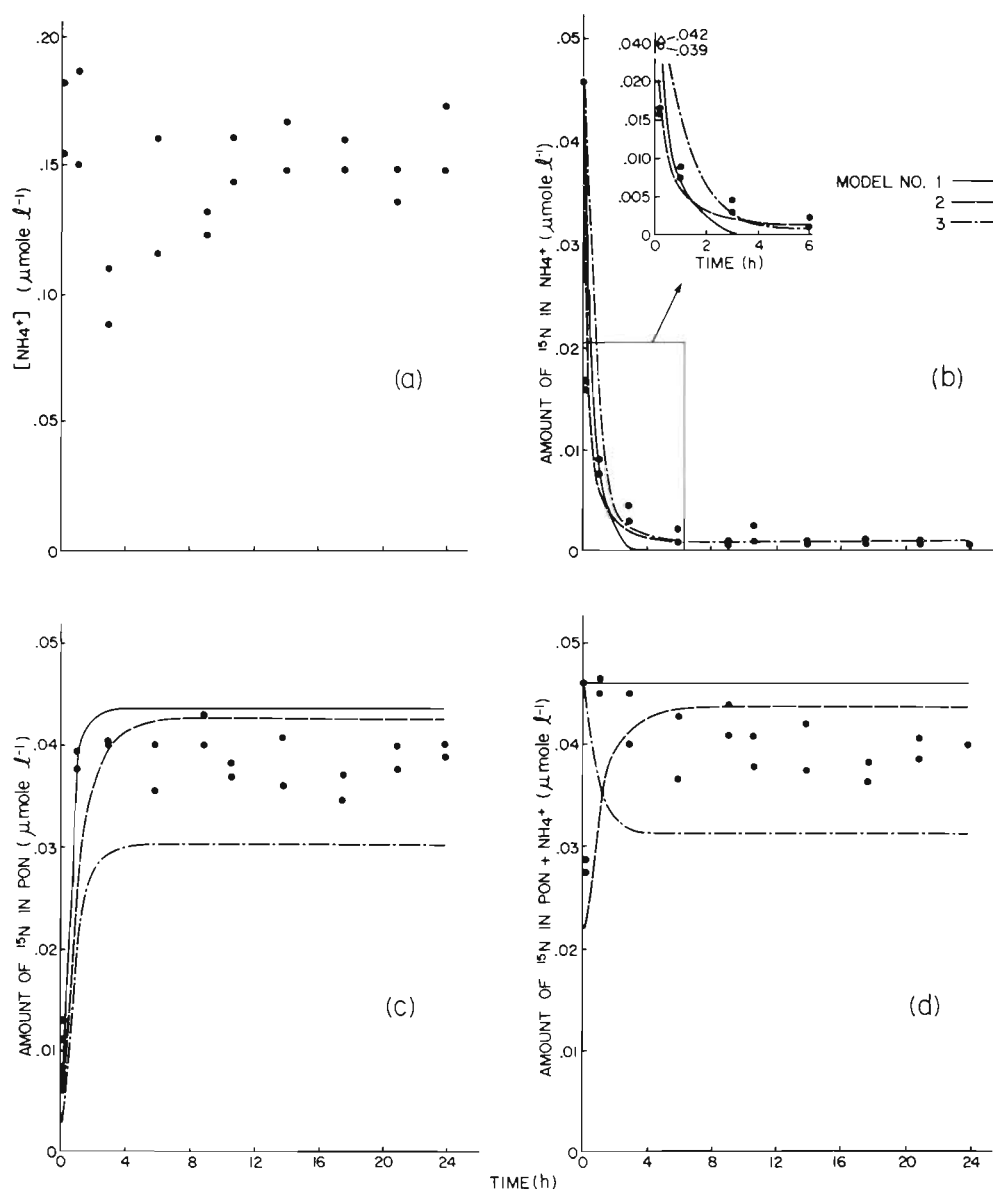 .20
.15
.10
.05
0
[NH4+] (μmole ℓ-1)
(a)
.05
.04
.03
.02
.01
0
AMOUNT OF 15N IN NH4+ (μmole ℓ-1)
.040
.020
.015
.010
.005
0
.042
.039
0 2 4 6
TIME (h)
MODEL NO. 1
2
3
(b)
.05
.04
.03
.02
.01
0
AMOUNT OF 15N IN PON (μmole ℓ-1)
(c)
0 4 8 12 16 20 24
.05
.04
.03
.02
.01
AMOUNT OF 15N IN PON + NH4+ (μmole ℓ-1)
(d)
0 4 8 12 16 20 24
TIME(h)